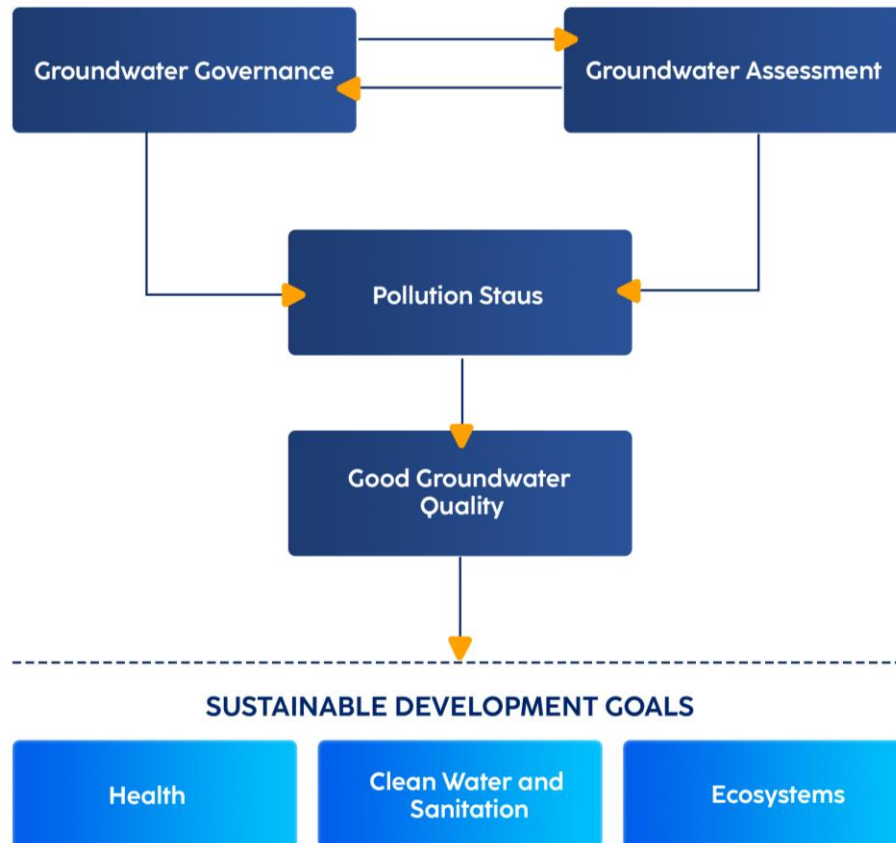 Groundwater Governance
Groundwater Assessment
Pollution Staus
Good Groundwater
Quality
SUSTAINABLE DEVELOPMENT GOALS
Health
Clean Water and
Sanitation
Ecosystems